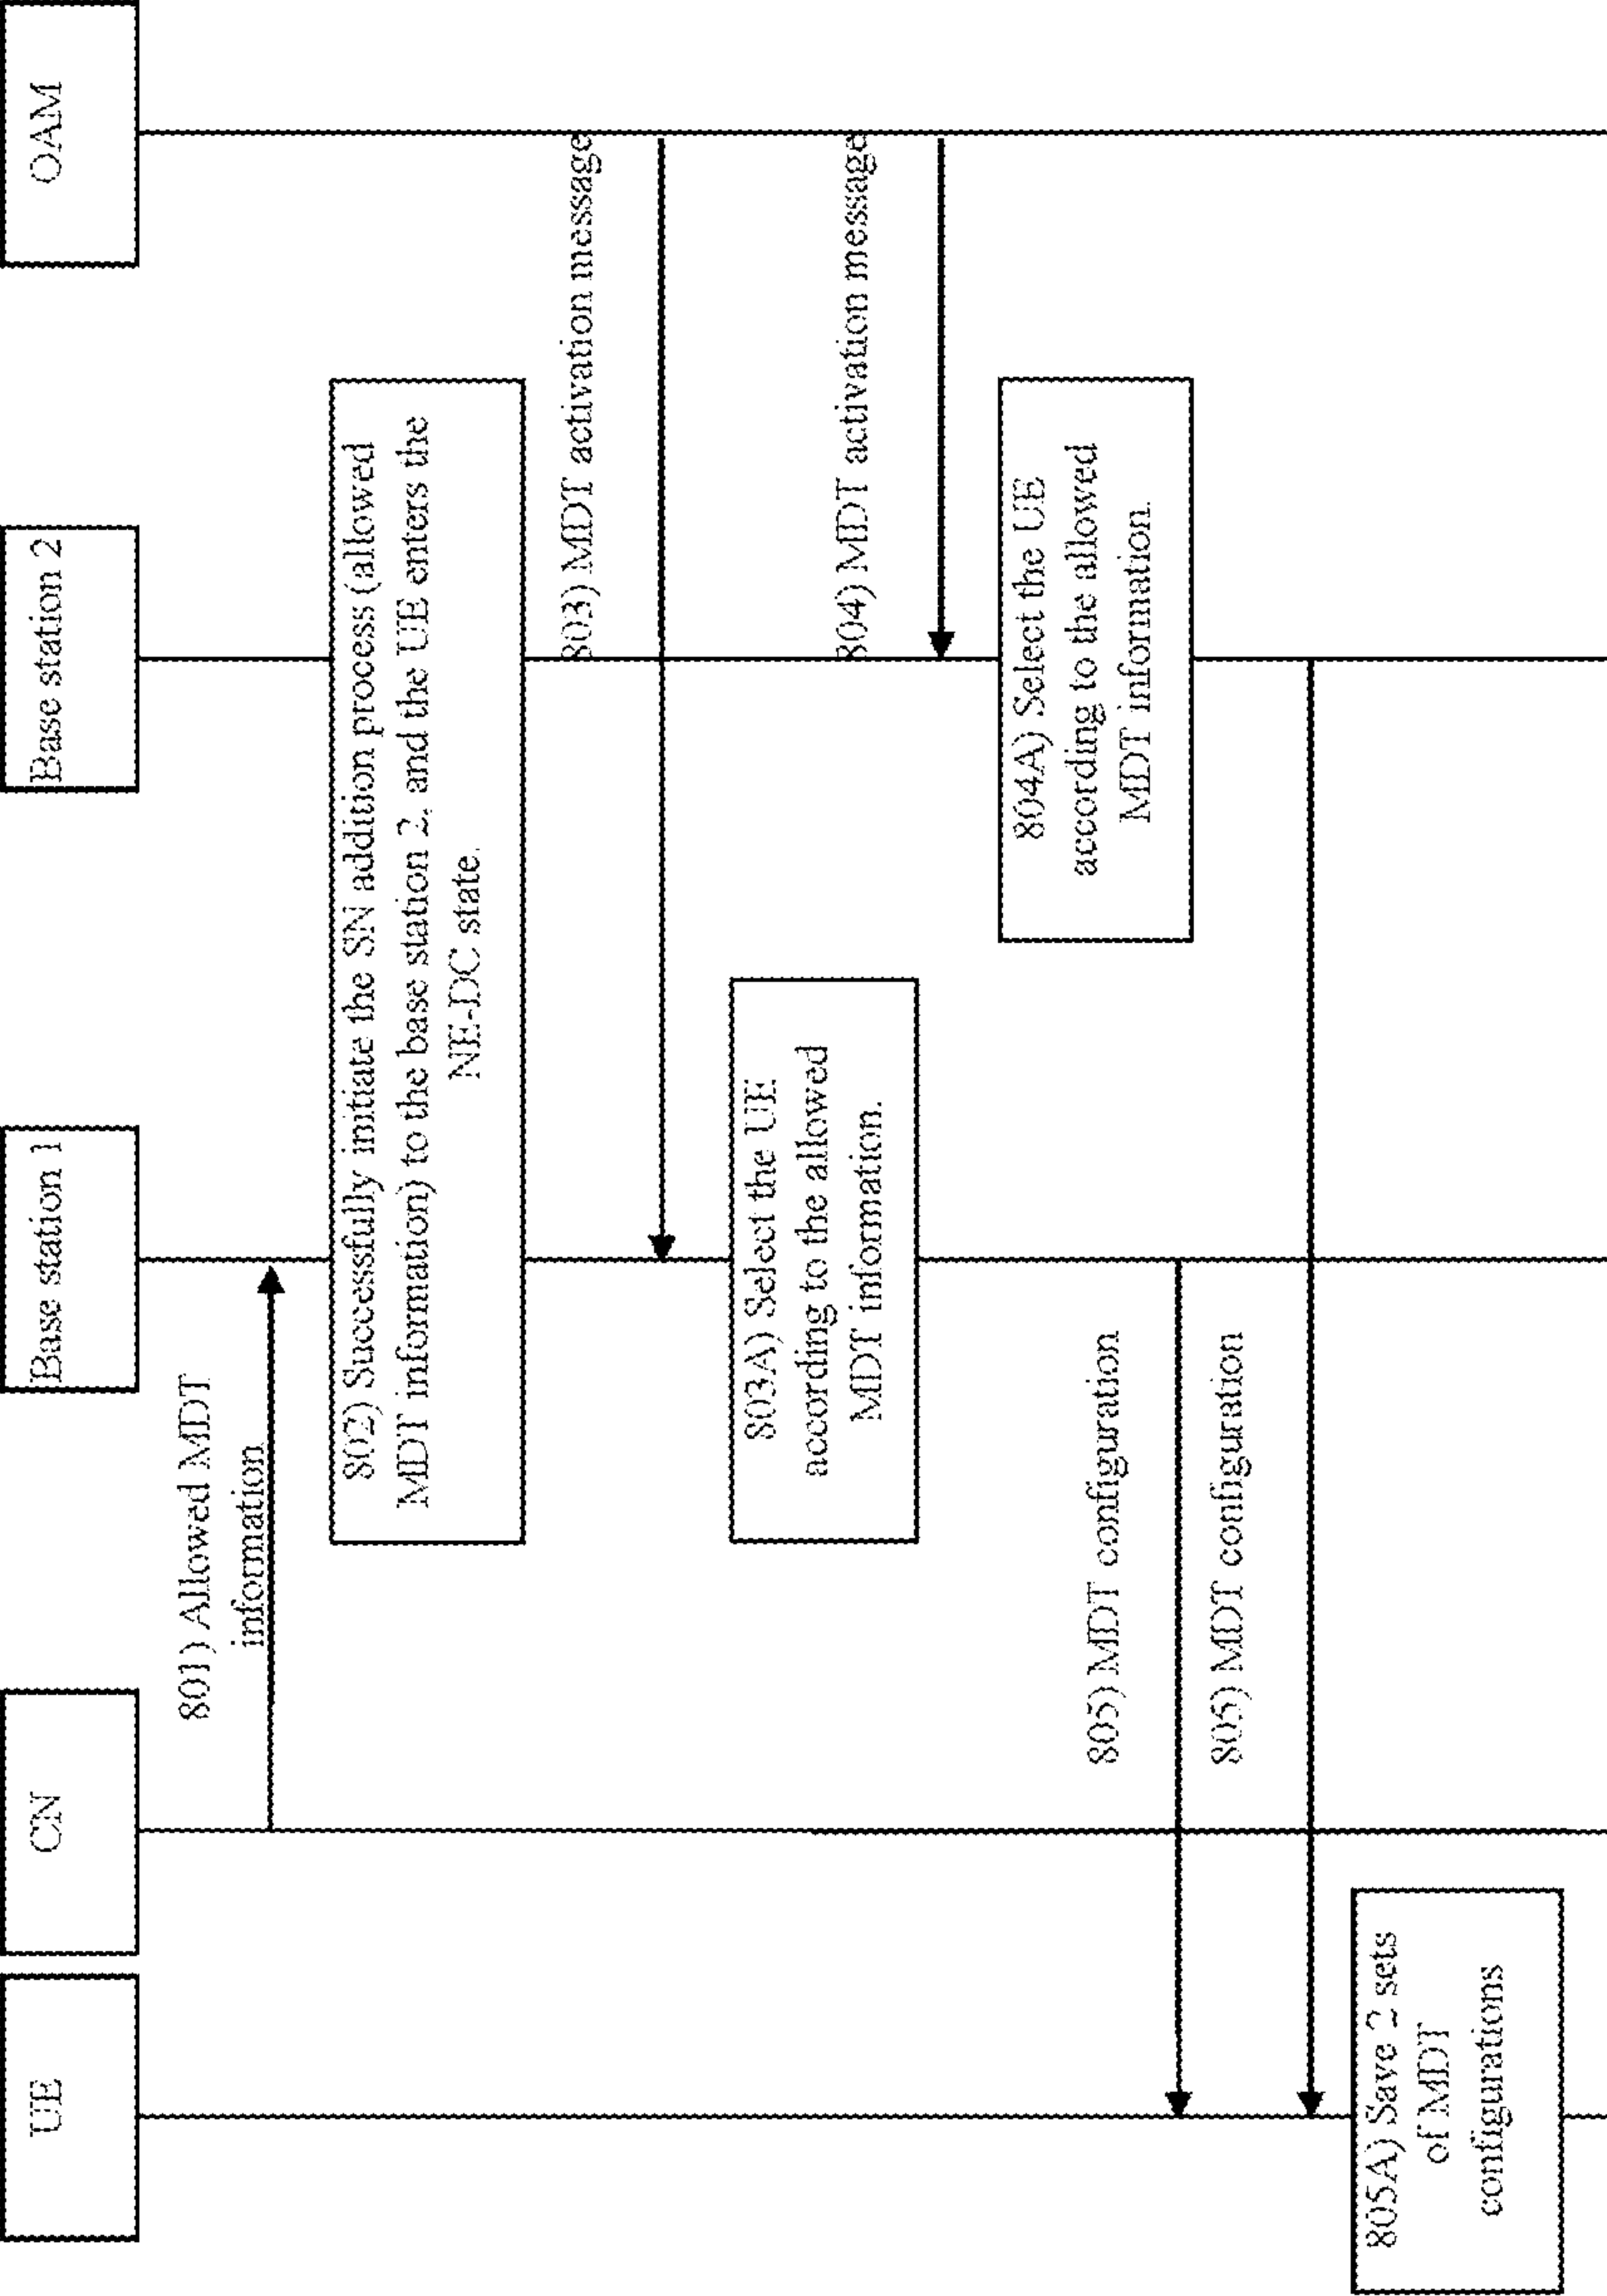 UE
CN
Base station 1
Base station 2
OAM
801) Allowed MDT
information
802) Successfully initiate the SN addition process (allowed
MDT information) to the base station 2, and the UE enters the
NE-DC state.
803) MDT activation message
803A) Select the UE
according to the allowed
MDT information.
804) MDT activation message
804A) Select the UE
according to the allowed
MDT information.
805) MDT configuration
805) MDT configuration
805A) Save 2 sets
of MDT
configurations